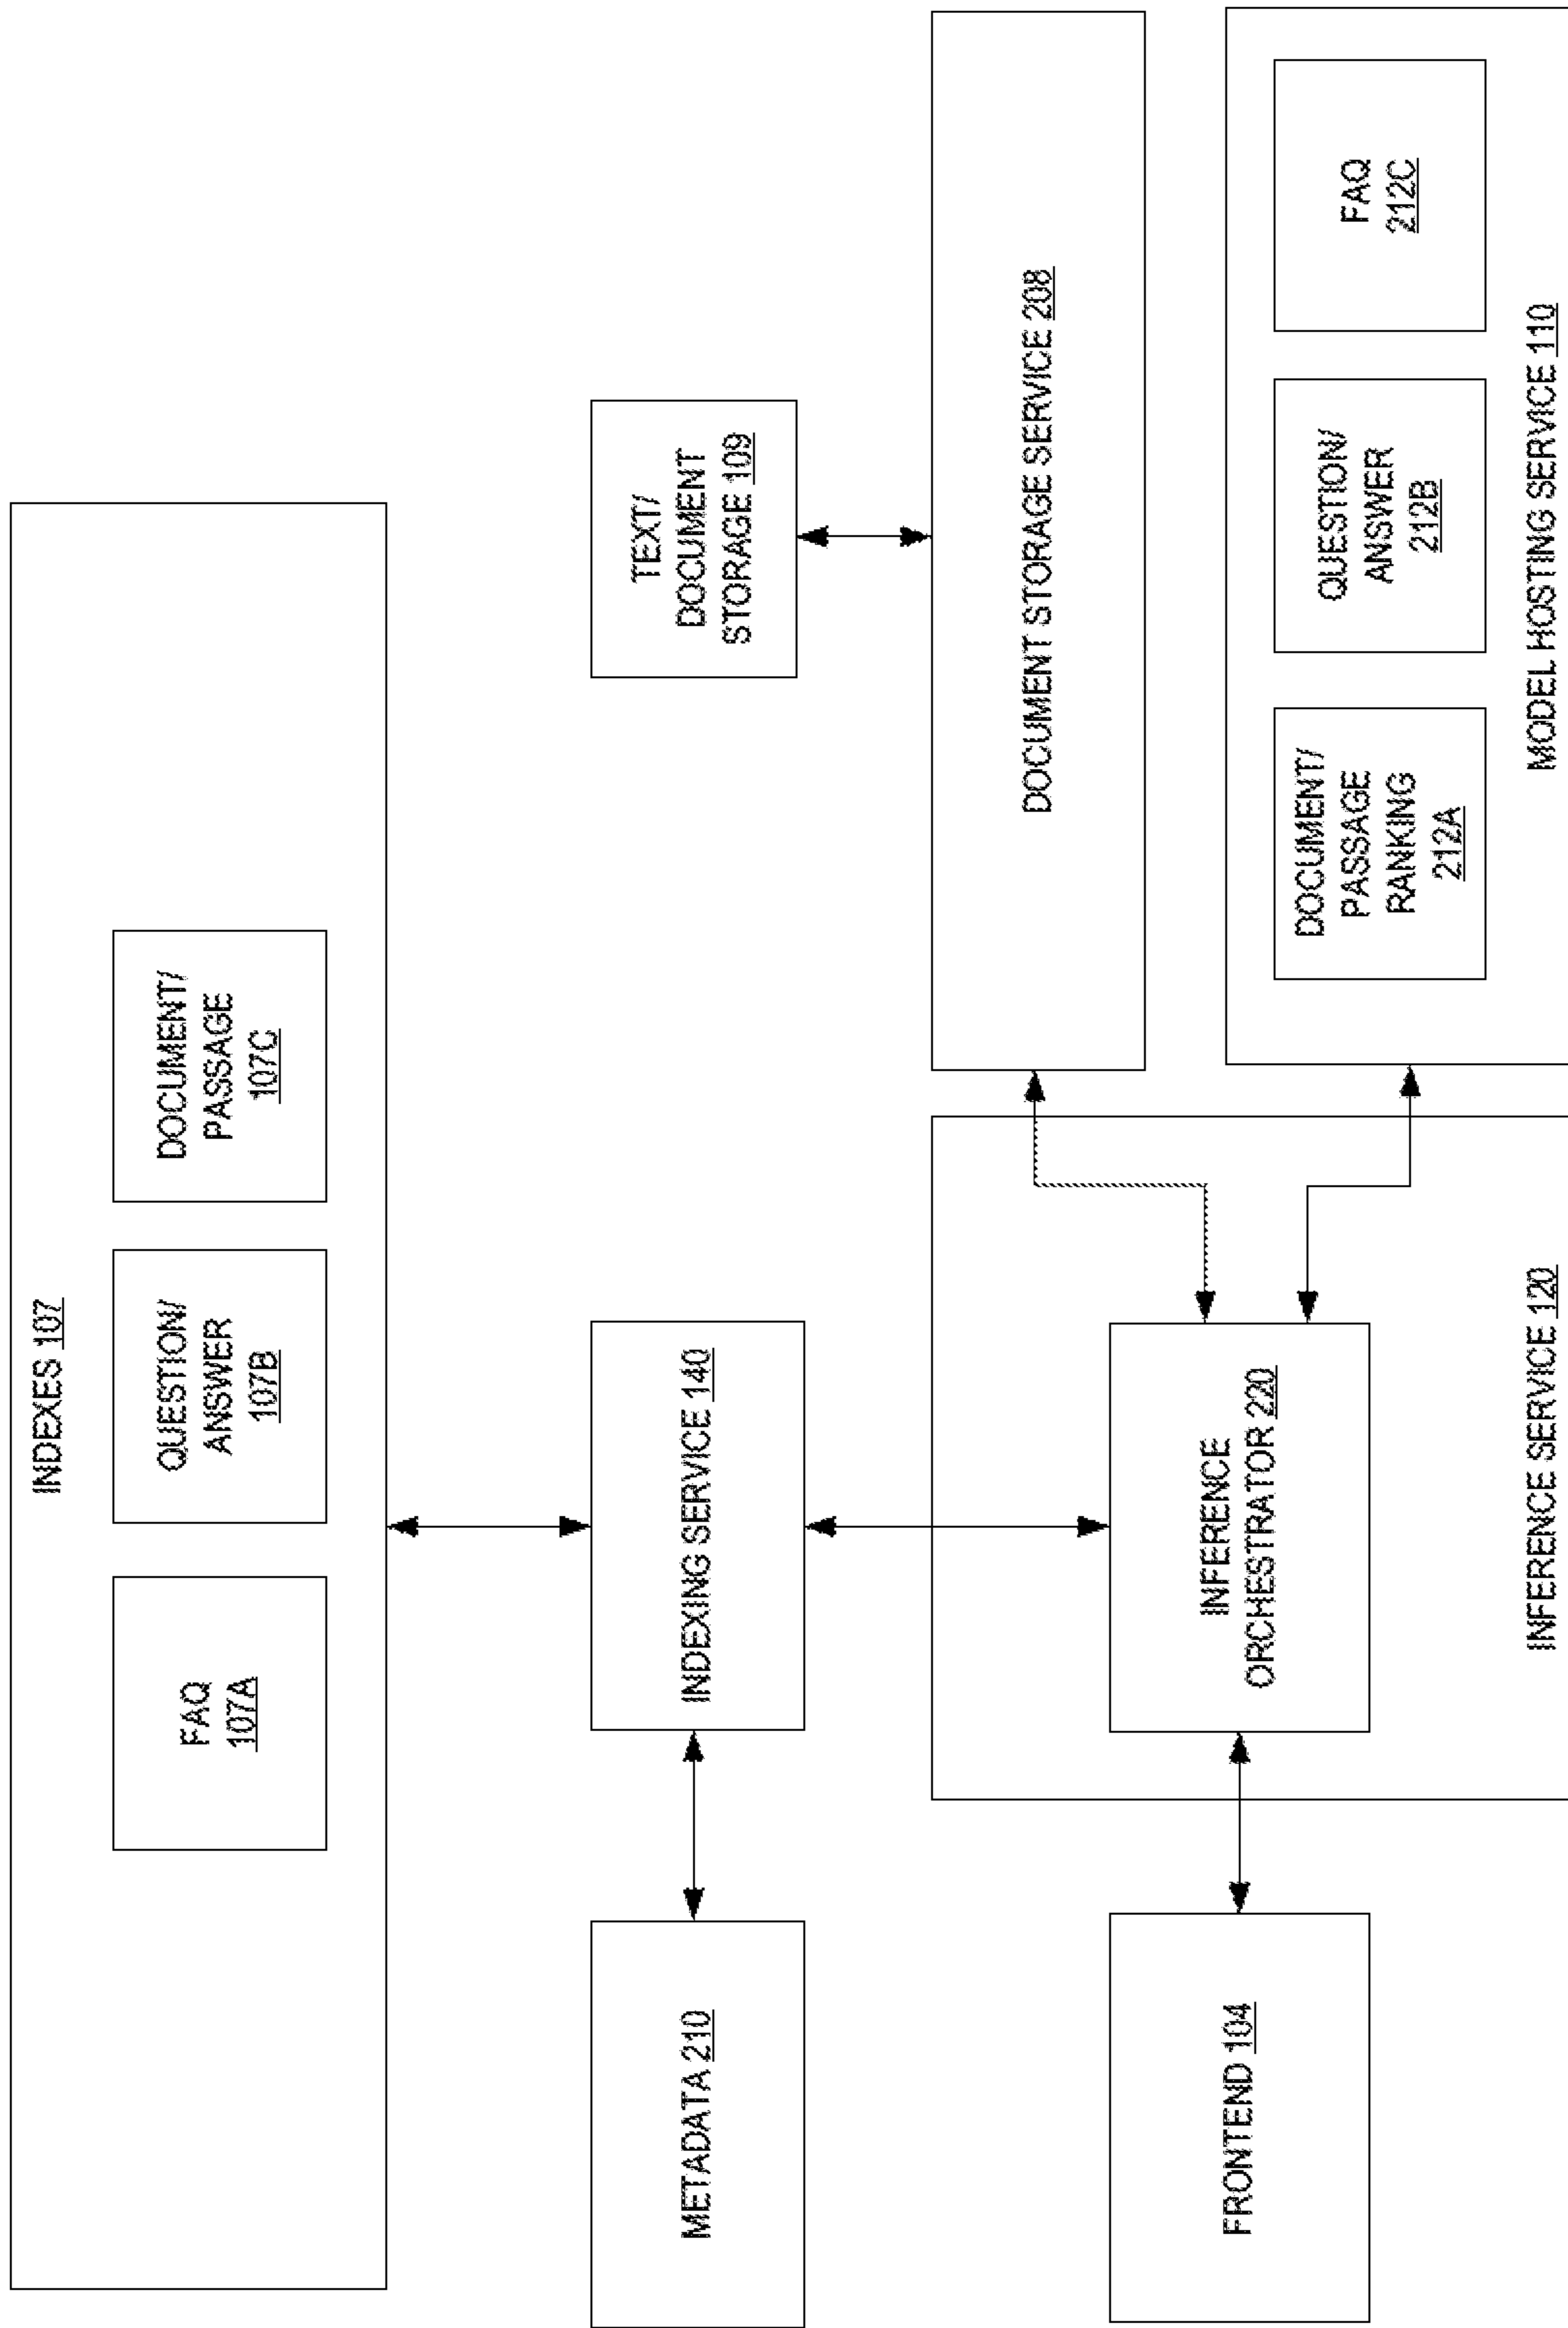 INDEXES 107
FAQ
107A
QUESTION/
ANSWER
107B
DOCUMENT/
PASSAGE
107C
METADATA 210
INDEXING SERVICE 140
TEXT/
DOCUMENT
STORAGE 109
FRONTEND 104
INFERENCE
ORCHESTRATOR 220
INFERENCE SERVICE 120
DOCUMENT STORAGE SERVICE 208
DOCUMENT/
PASSAGE
RANKING
212A
QUESTION/
ANSWER
212B
FAQ
212C
MODEL HOSTING SERVICE 110